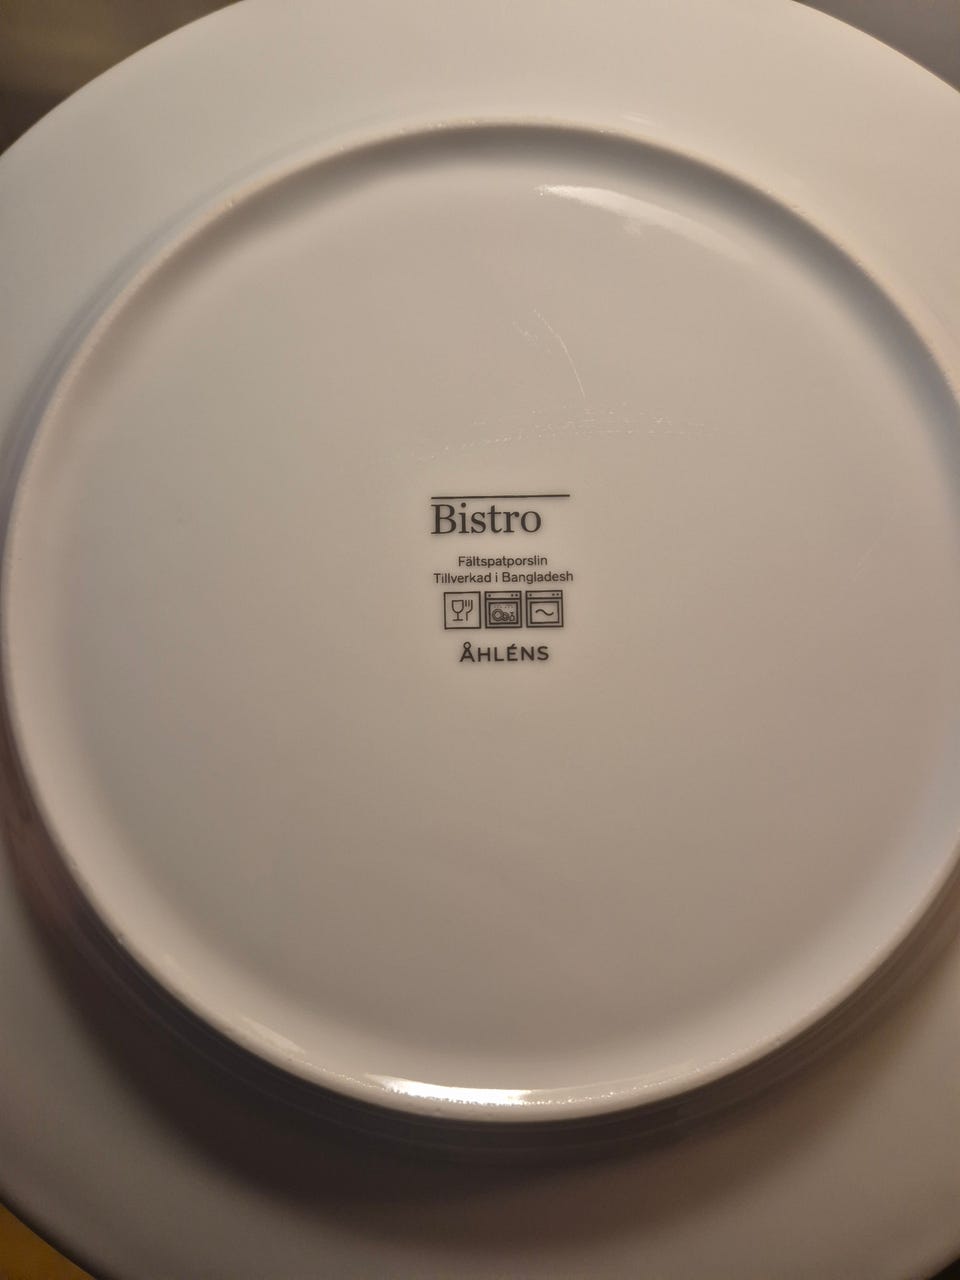 Bistro
Fältspatporslin
Tillverkad i Bangladesh
ÅHLÉNS